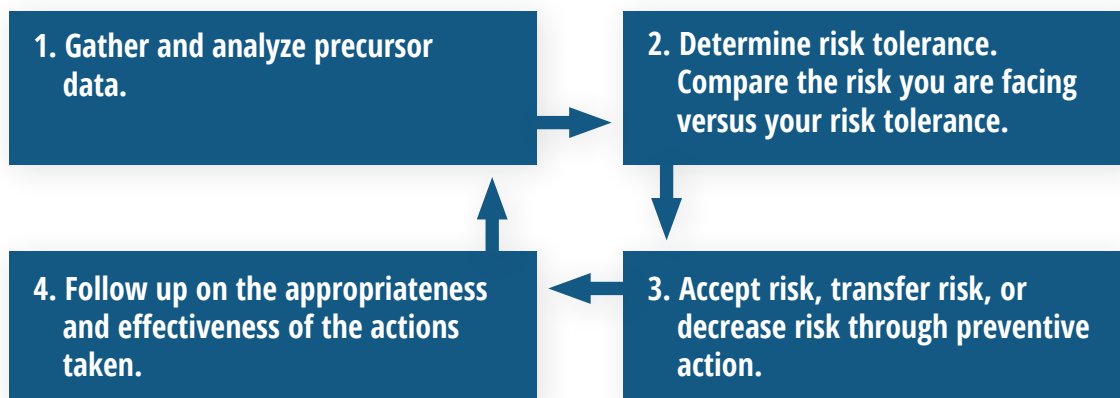 1. Gather and analyze precursor
data.
2. Determine risk tolerance.
Compare the risk you are facing
versus your risk tolerance.
3. Accept risk, transfer risk, or
decrease risk through preventive
action.
4. Follow up on the appropriateness
and effectiveness of the actions
taken.